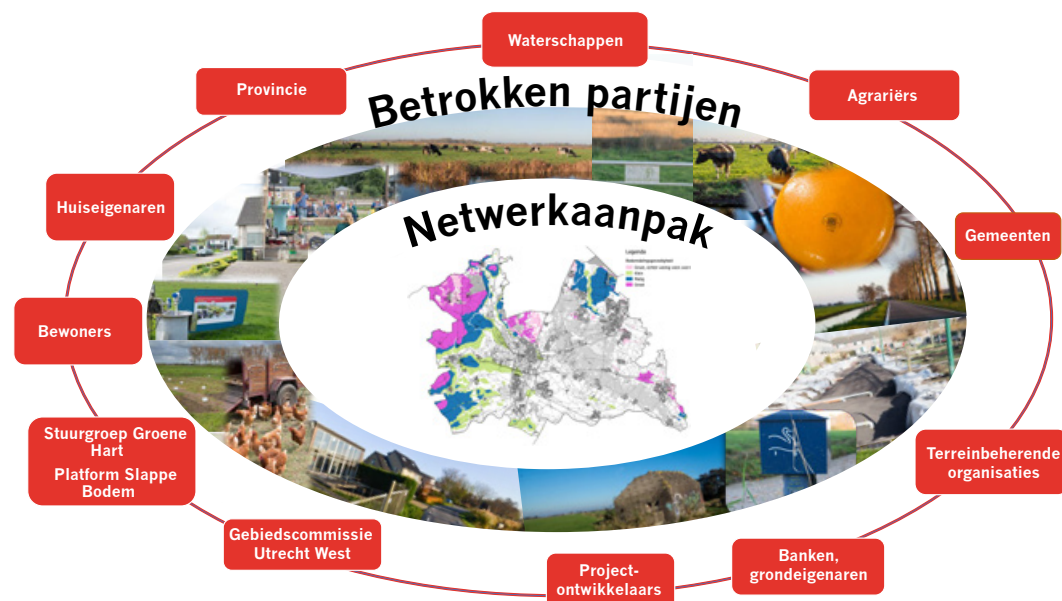 Waterschappen
Provincie
Agrariërs
Betrokken partijen
Huiseigenaren
Netwerkaanpak
Gemeenten
Legenda
Bewoners
Stuurgroep Groene
Hart
Platform Slappe
Bodem
Terreinbeherende
organisaties
Gebiedscommissie
Utrecht West
Project-
ontwikkelaars
Banken,
grondeigenaren